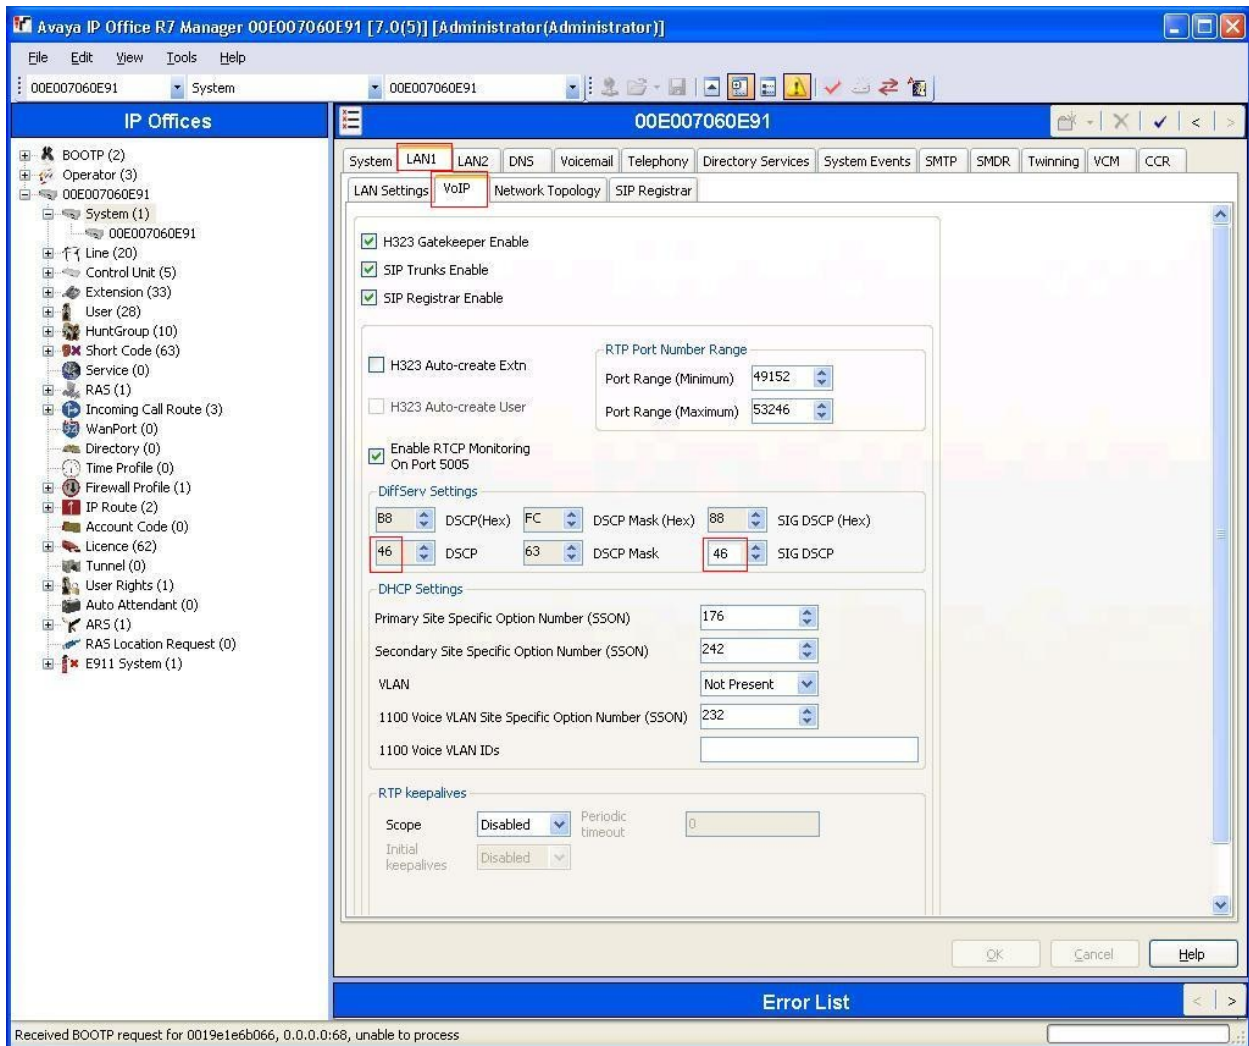 Avaya IP Office R7 Manager 00E007060E91 [7.0(5)] [Administrator(Administrator)]
File Edit View Tools Help
00E007060E91 System 00E007060E91
IP Offices
BOOTP (2)
Operator (3)
00E007060E91
System (1)
00E007060E91
Line (20)
Control Unit (5)
Extension (33)
User (28)
HuntGroup (10)
Short Code (63)
Service (0)
RAS (1)
Incoming Call Route (3)
WanPort (0)
Directory (0)
Time Profile (0)
Firewall Profile (1)
IP Route (2)
Account Code (0)
Licence (62)
Tunnel (0)
User Rights (1)
Auto Attendant (0)
ARS (1)
RAS Location Request (0)
E911 System (1)
00E007060E91
System LAN1 LAN2 DNS Voicemail Telephony Directory Services System Events SMTP SMDR Twinning VCM CCR
LAN Settings VoIP Network Topology SIP Registrar
H323 Gatekeeper Enable
SIP Trunks Enable
SIP Registrar Enable
H323 Auto-create Extn
H323 Auto-create User
RTP Port Number Range
Port Range (Minimum) 49152
Port Range (Maximum) 53246
Enable RTCP Monitoring
On Port 5005
DiffServ Settings
B8 DSCP(Hex) FC DSCP Mask (Hex) 88 SIG DSCP (Hex)
46 DSCP 63 DSCP Mask 46 SIG DSCP
DHCP Settings
Primary Site Specific Option Number (SSON) 176
Secondary Site Specific Option Number (SSON) 242
VLAN Not Present
1100 Voice VLAN Site Specific Option Number (SSON) 232
1100 Voice VLAN IDs
RTP keepalives
Scope Disabled Periodic
timeout 0
Initial
keepalives Disabled
OK Cancel Help
Error List
Received BOOTP request for 0019e1e6b066, 0.0.0.0:68, unable to process